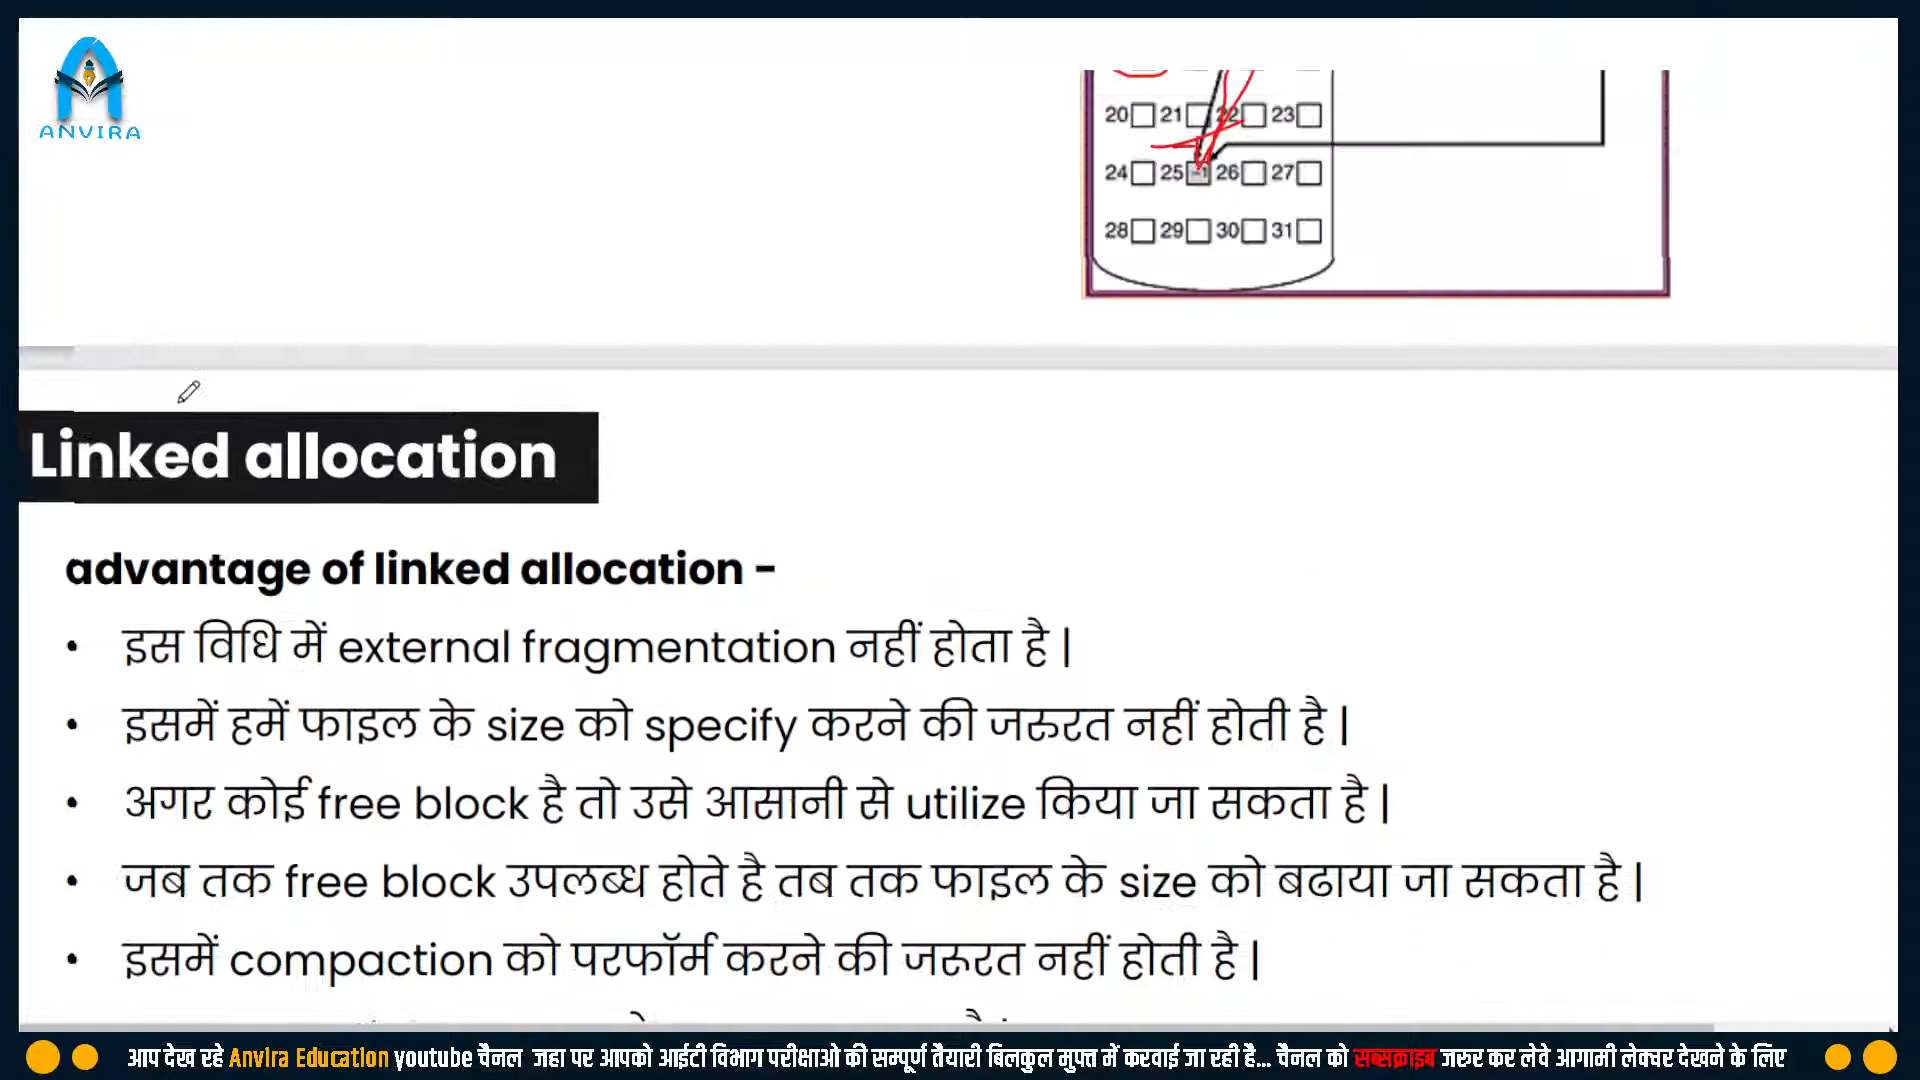 ANVIRA
20 21 22 23
24 25 -1 26 27
28 29 30 31
Linked allocation
advantage of linked allocation -
• इस विधि में external fragmentation नहीं होता है |
• इसमें हमें फाइल के size को specify करने की जरुरत नहीं होती है |
• अगर कोई free block है तो उसे आसानी से utilize किया जा सकता है |
• जब तक free block उपलब्ध होते है तब तक फाइल के size को बढाया जा सकता है |
• इसमें compaction को परफॉर्म करने की जरूरत नहीं होती है |
आप देख रहे Anvira Education youtube चैनल जहा पर आपको आईटी विभाग परीक्षाओ की सम्पूर्ण तैयारी बिलकुल मुफ्त में करवाई जा रही है... चैनल को सब्सक्राइब जरुर कर लेवे आगामी लेक्चर देखने के लिए